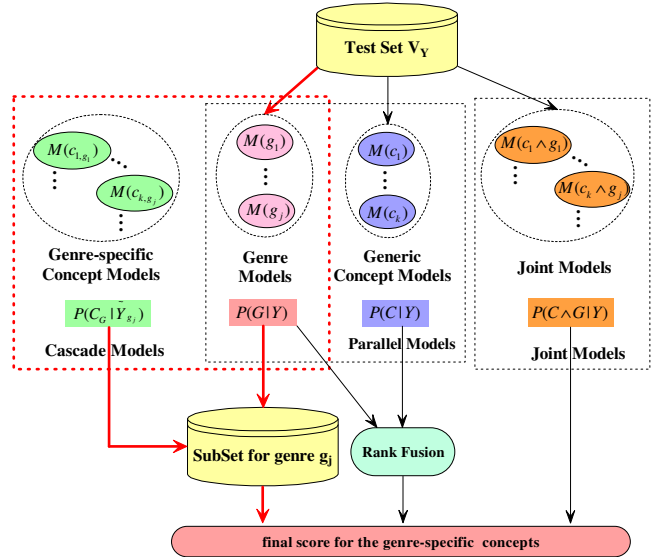 Test Set V_Y
M(c_{1,g_1})
M(c_{k,g_j})
Genre-specific
Concept Models
P(C_G | Y_{g_j})
Cascade Models
M(g_1)
M(g_j)
Genre
Models
P(G|Y)
M(c_1)
M(c_k)
Generic
Concept Models
P(C|Y)
Parallel Models
M(c_1 ∧ g_1)
M(c_k ∧ g_j)
Joint Models
P(C∧G|Y)
Joint Models
SubSet for genre g_j
Rank Fusion
final score for the genre-specific concepts